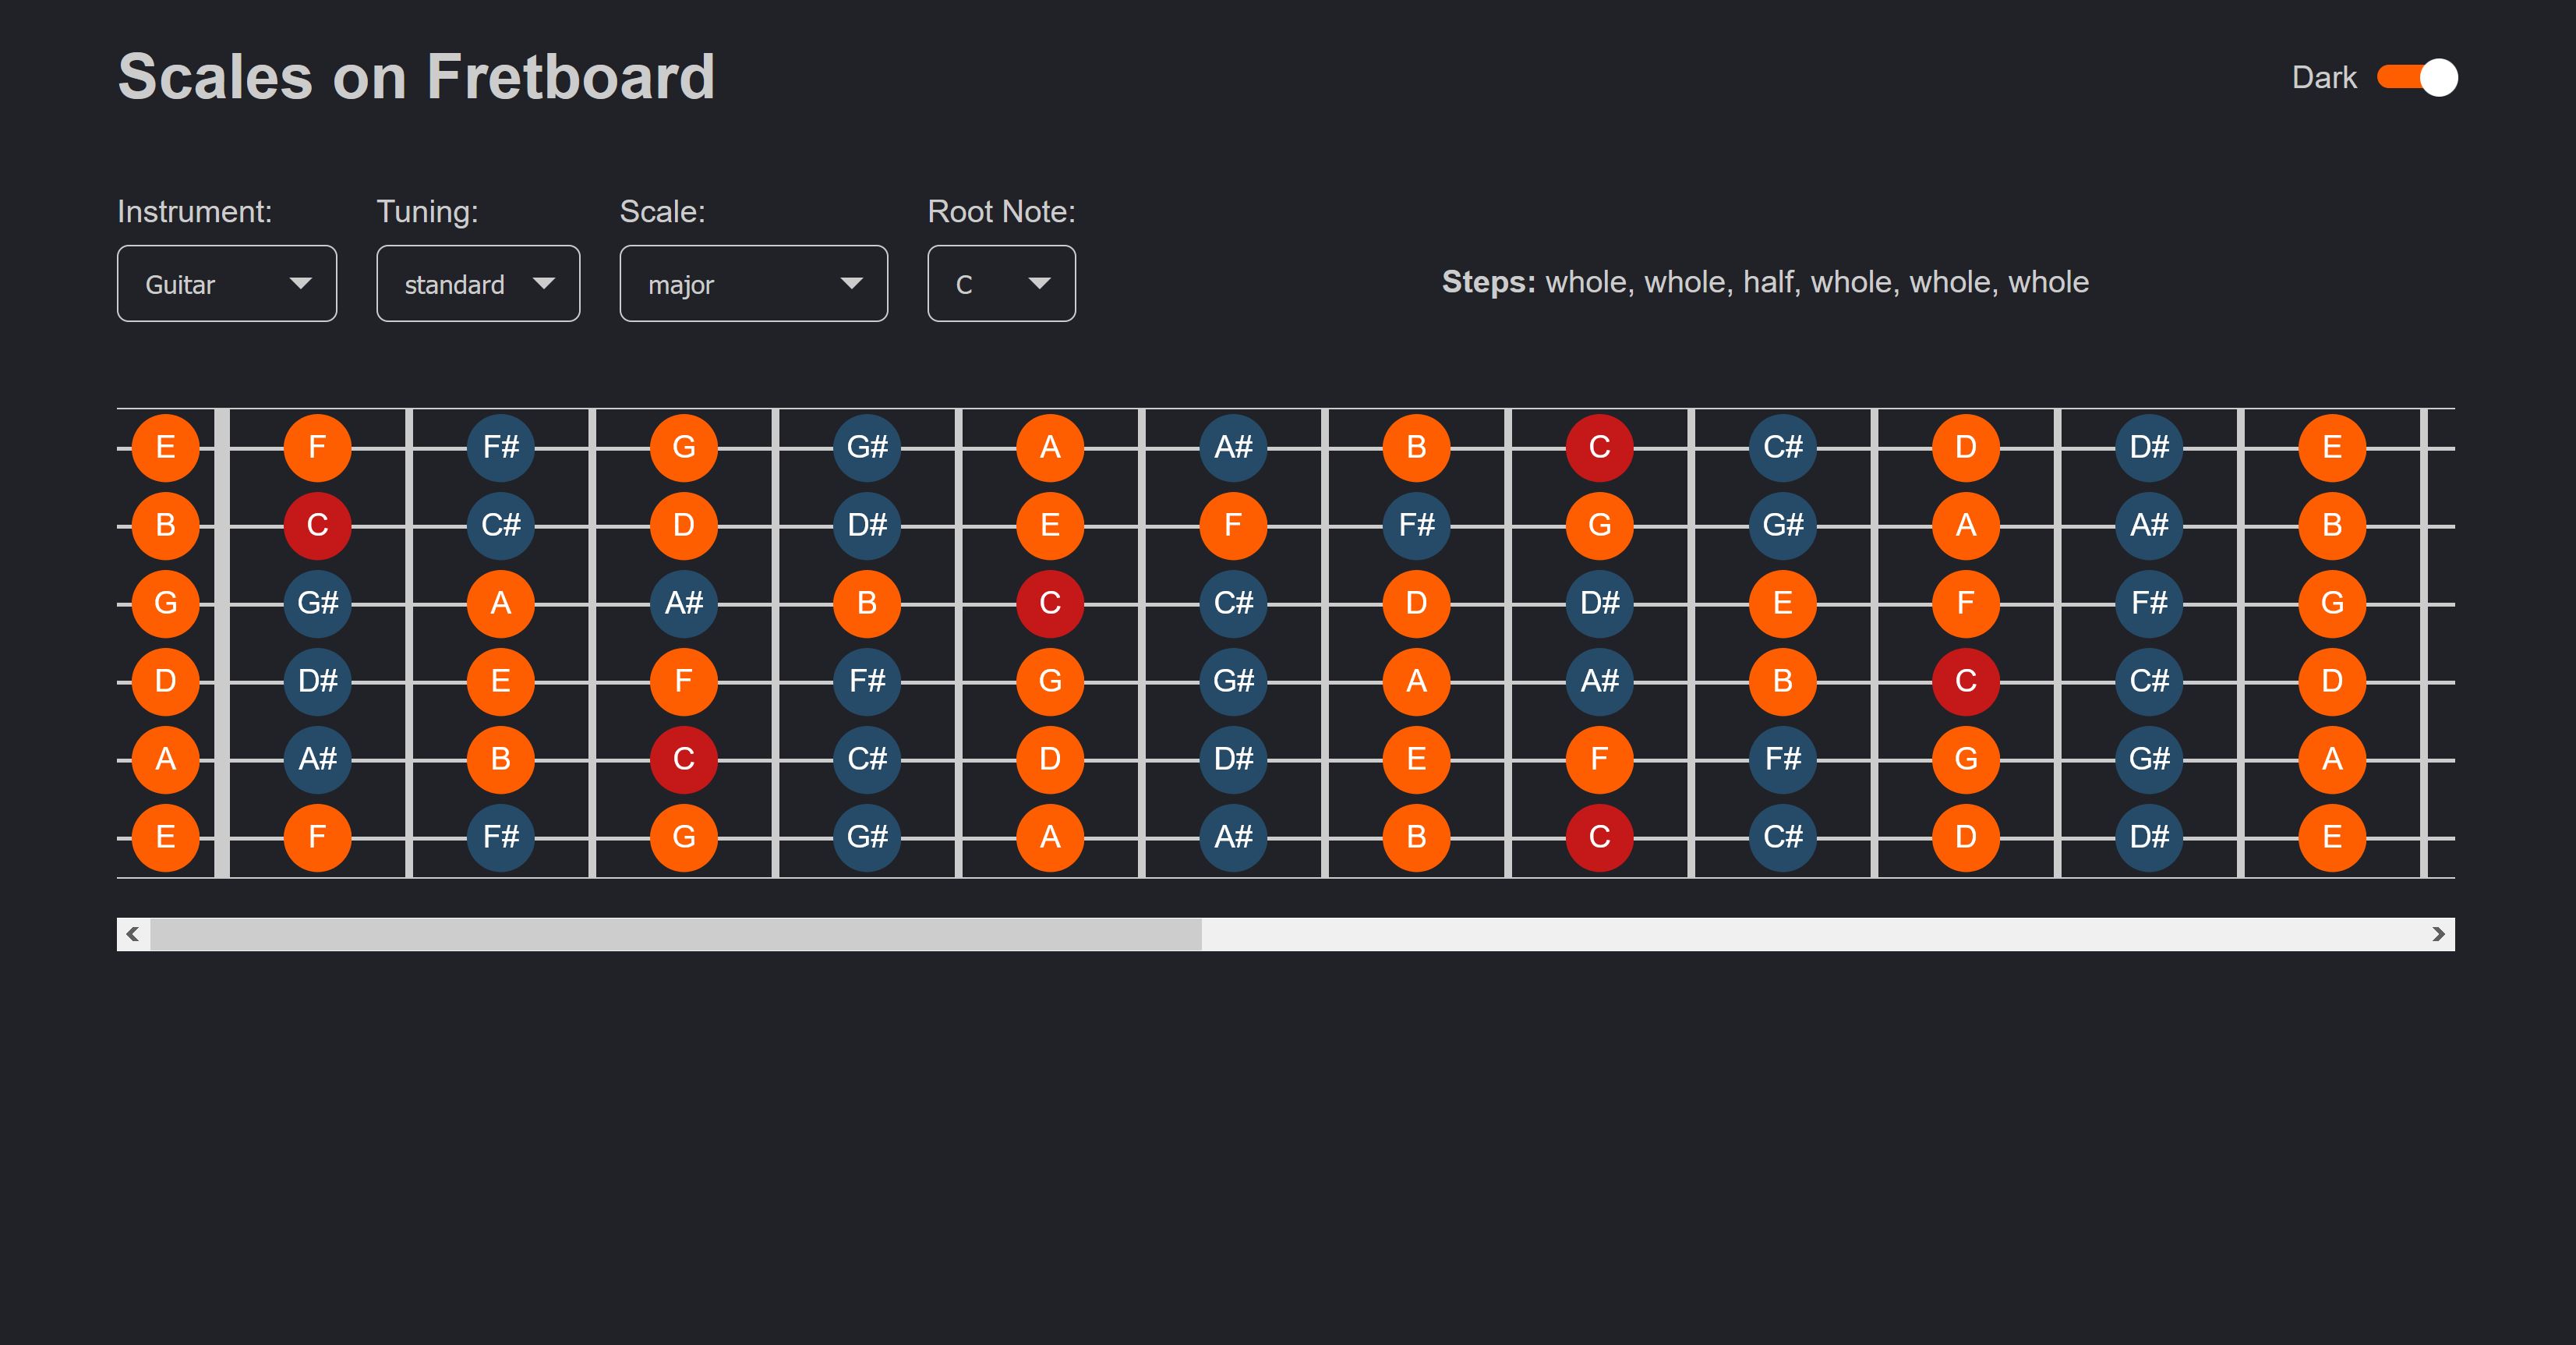 Scales on Fretboard
Dark
Instrument: Tuning: Scale: Root Note:
Guitar standard major C
Steps: whole, whole, half, whole, whole, whole
E F F# G G# A A# B C C# D D# E
B C C# D D# E F F# G G# A A# B
G G# A A# B C C# D D# E F F# G
D D# E F F# G G# A A# B C C# D
A A# B C C# D D# E F F# G G# A
E F F# G G# A A# B C C# D D# E